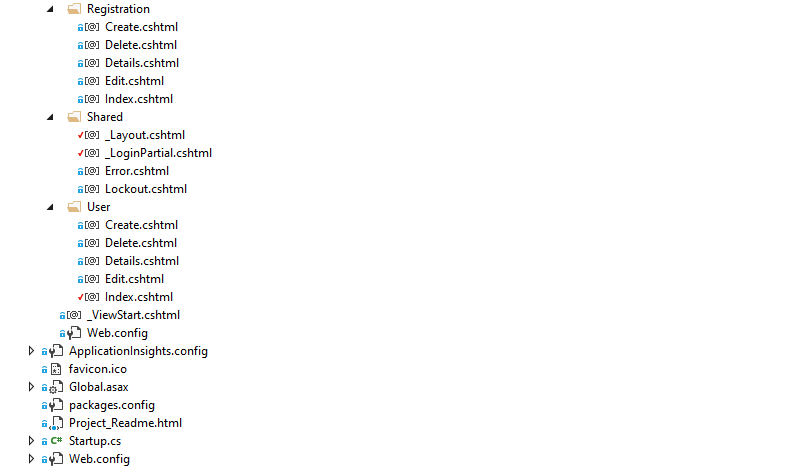 Registration
Create.cshtml
Delete.cshtml
Details.cshtml
Edit.cshtml
Index.cshtml
Shared
_Layout.cshtml
_LoginPartial.cshtml
Error.cshtml
Lockout.cshtml
User
Create.cshtml
Delete.cshtml
Details.cshtml
Edit.cshtml
Index.cshtml
_ViewStart.cshtml
Web.config
ApplicationInsights.config
favicon.ico
Global.asax
packages.config
Project_Readme.html
C# Startup.cs
Web.config